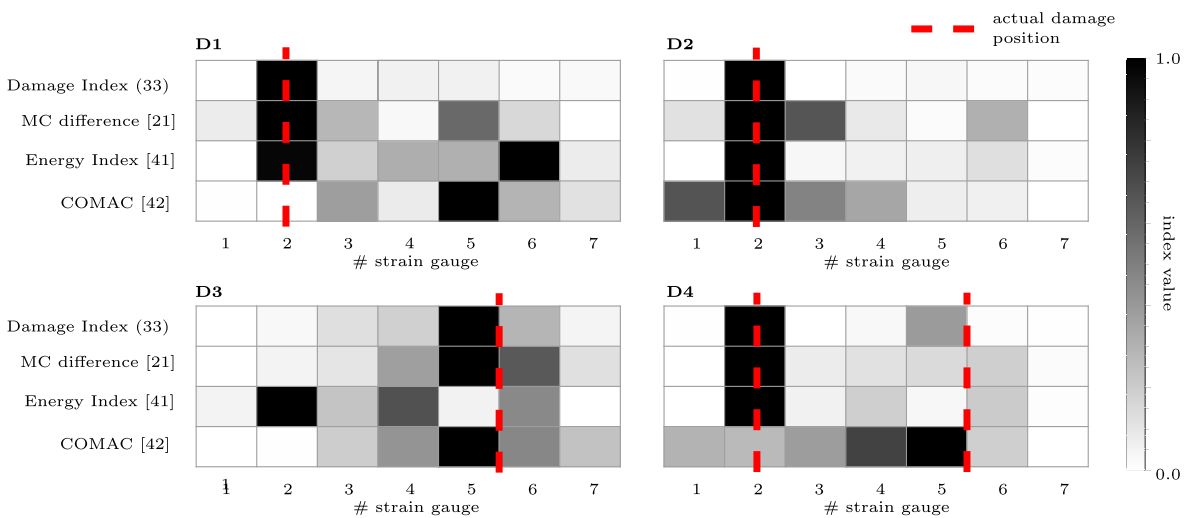 actual damage
position
D1
D2
Damage Index (33)
MC difference [21]
Energy Index [41]
COMAC [42]
1 2 3 4 5 6 7
# strain gauge
1 2 3 4 5 6 7
# strain gauge
1.0
index value
0.0
D3
D4
Damage Index (33)
MC difference [21]
Energy Index [41]
COMAC [42]
1
1 2 3 4 5 6 7
# strain gauge
1 2 3 4 5 6 7
# strain gauge